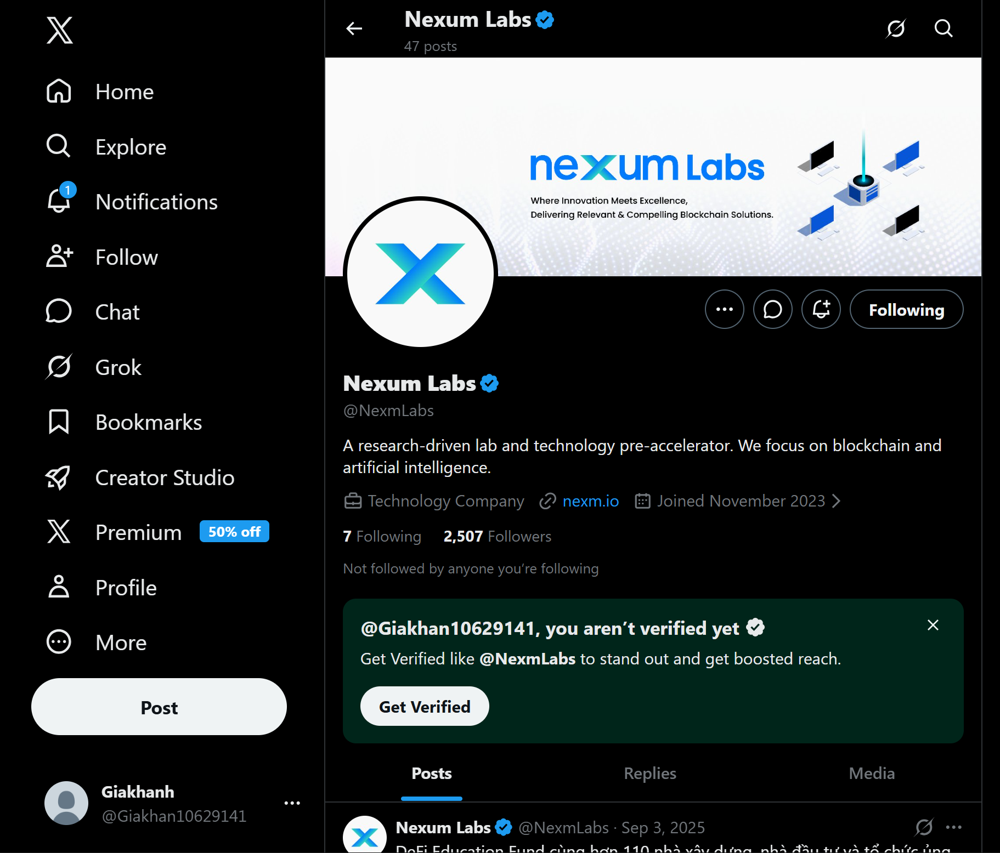 Home
Explore
1
Notifications
Follow
Chat
Grok
Bookmarks
Creator Studio
Premium 50% off
Profile
More
Post
Giakhanh
@Giakhan10629141
Nexum Labs
47 posts
nexum Labs
Where Innovation Meets Excellence,
Delivering Relevant & Compelling Blockchain Solutions.
Following
Nexum Labs
@NexmLabs
A research-driven lab and technology pre-accelerator. We focus on blockchain and
artificial intelligence.
Technology Company nexm.io Joined November 2023
7 Following 2,507 Followers
Not followed by anyone you’re following
@Giakhan10629141, you aren’t verified yet
Get Verified like @NexmLabs to stand out and get boosted reach.
Get Verified
Posts Replies Media
Nexum Labs @NexmLabs · Sep 3, 2025
DeFi Education Fund cùng hơn 110 nhà xây dựng, nhà đầu tư và tổ chức ủng